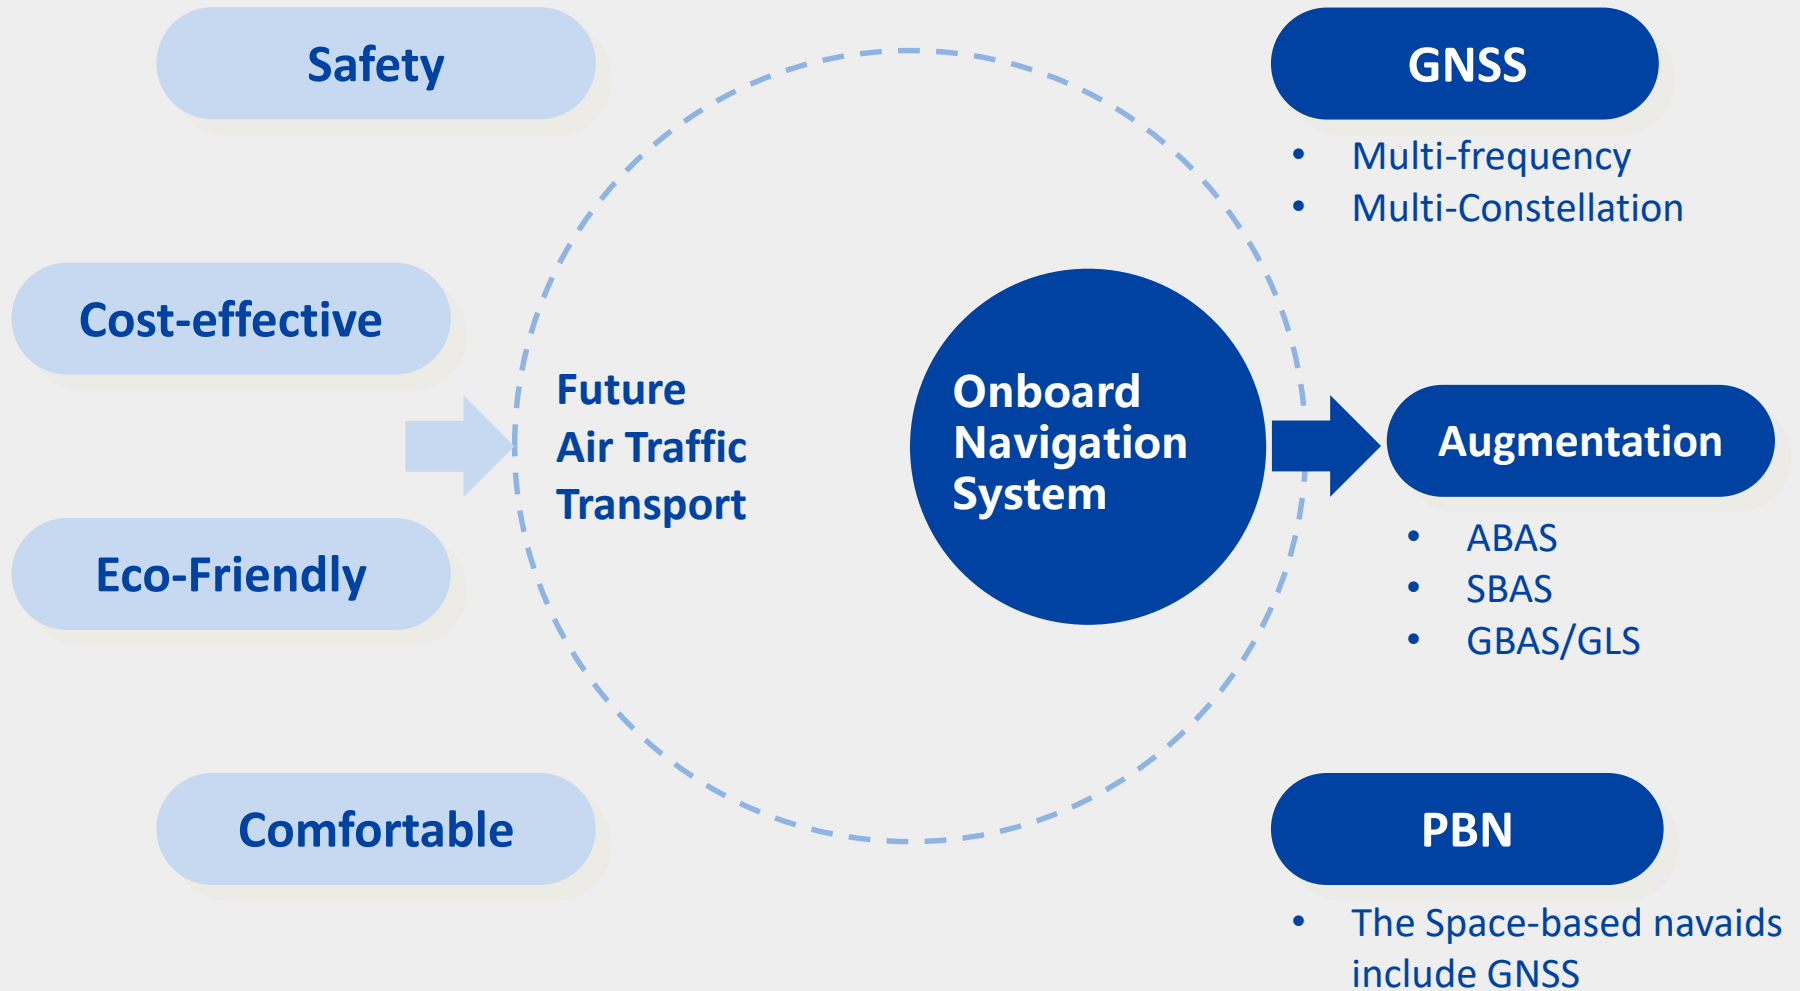 Safety
Cost-effective
Eco-Friendly
Comfortable
Future
Air Traffic
Transport
Onboard
Navigation
System
GNSS
• Multi-frequency
• Multi-Constellation
Augmentation
• ABAS
• SBAS
• GBAS/GLS
PBN
• The Space-based navaids
include GNSS